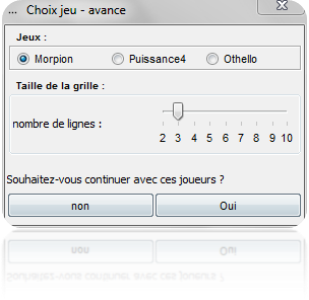 ... Choix jeu - avance
Jeux :
Morpion Puissance4 Othello
Taille de la grille :
nombre de lignes :
2 3 4 5 6 7 8 9 10
Souhaitez-vous continuer avec ces joueurs ?
non Oui